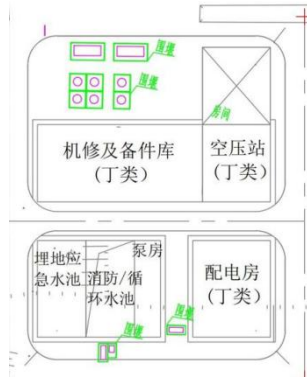 围堰
围堰
房间
机修及备件库
（丁类）
空压站
（丁类）
埋地应
急水池
泵房
消防/循
环水池
配电房
（丁类）
围堰
围堰